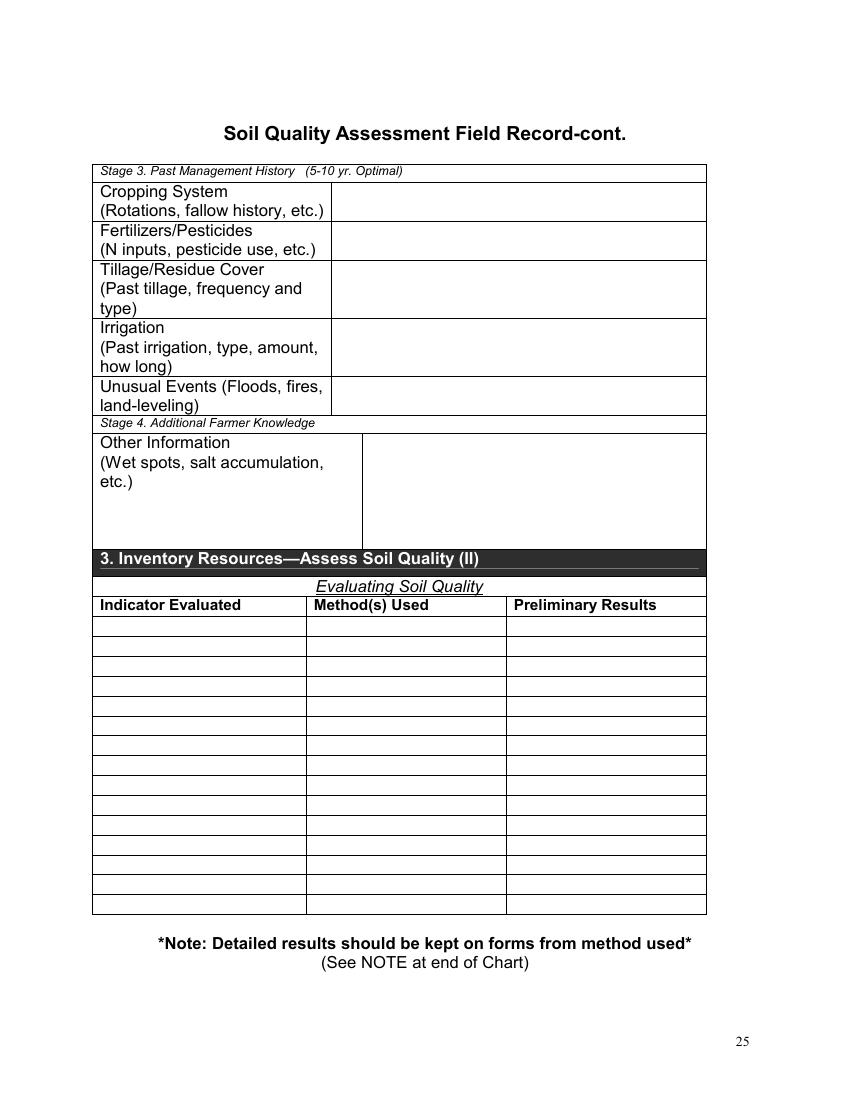 Soil Quality Assessment Field Record-cont.
Stage 3. Past Management History (5-10 yr. Optimal)
Cropping System
(Rotations, fallow history, etc.)
Fertilizers/Pesticides
(N inputs, pesticide use, etc.)
Tillage/Residue Cover
(Past tillage, frequency and
type)
Irrigation
(Past irrigation, type, amount,
how long)
Unusual Events (Floods, fires,
land-leveling)
Stage 4. Additional Farmer Knowledge
Other Information
(Wet spots, salt accumulation,
etc.)
3. Inventory Resources—Assess Soil Quality (II)
Evaluating Soil Quality
Indicator Evaluated Method(s) Used Preliminary Results
*Note: Detailed results should be kept on forms from method used*
(See NOTE at end of Chart)
25